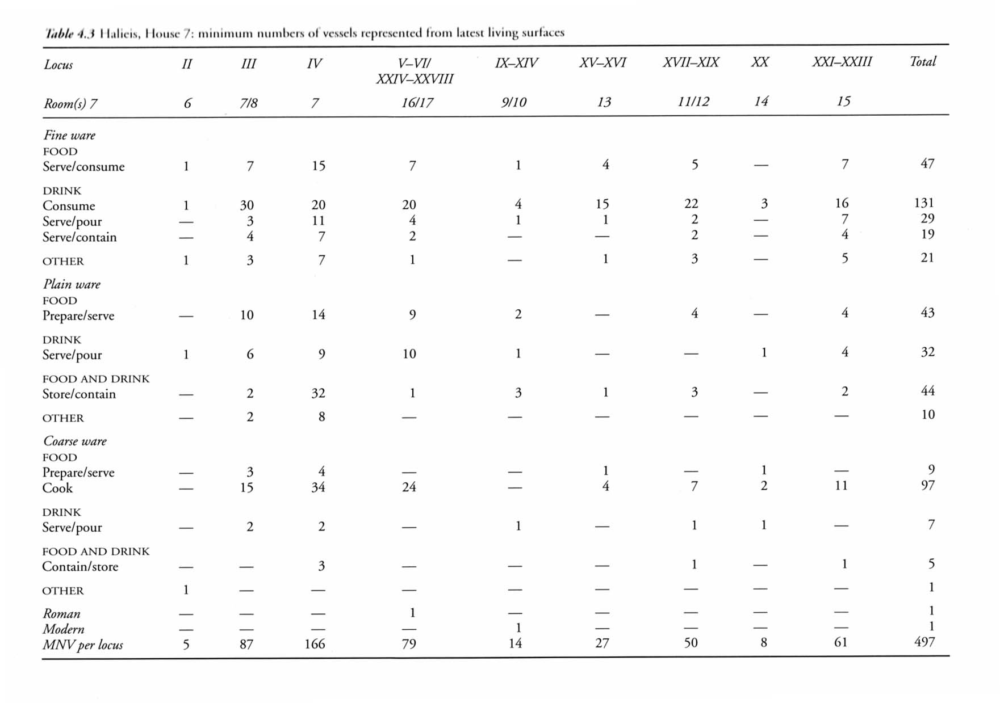 Table 4.3 Halieis, House 7: minimum numbers of vessels represented from latest living surfaces
Locus II III IV V–VI/ IX–XIV XV–XVI XVII–XIX XX XXI–XXIII Total
XXIV–XXVIII
Room(s) 7 6 7/8 7 16/17 9/10 13 11/12 14 15
Fine ware
FOOD
Serve/consume 1 7 15 7 1 4 5 — 7 47
DRINK
Consume 1 30 20 20 4 15 22 3 16 131
Serve/pour — 3 11 4 1 1 2 — 7 29
Serve/contain — 4 7 2 — — 2 — 4 19
OTHER 1 3 7 1 — 1 3 — 5 21
Plain ware
FOOD
Prepare/serve — 10 14 9 2 — 4 — 4 43
DRINK
Serve/pour 1 6 9 10 1 — — 1 4 32
FOOD AND DRINK
Store/contain — 2 32 1 3 1 3 — 2 44
OTHER — 2 8 — — — — — — 10
Coarse ware
FOOD
Prepare/serve — 3 4 — — 1 — 1 — 9
Cook — 15 34 24 — 4 7 2 11 97
DRINK
Serve/pour — 2 2 — 1 — 1 1 — 7
FOOD AND DRINK
Contain/store — — 3 — — — 1 — 1 5
OTHER 1 — — — — — — — — 1
Roman — — — 1 — — — — — 1
Modern — — — — 1 — — — — 1
MNV per locus 5 87 166 79 14 27 50 8 61 497